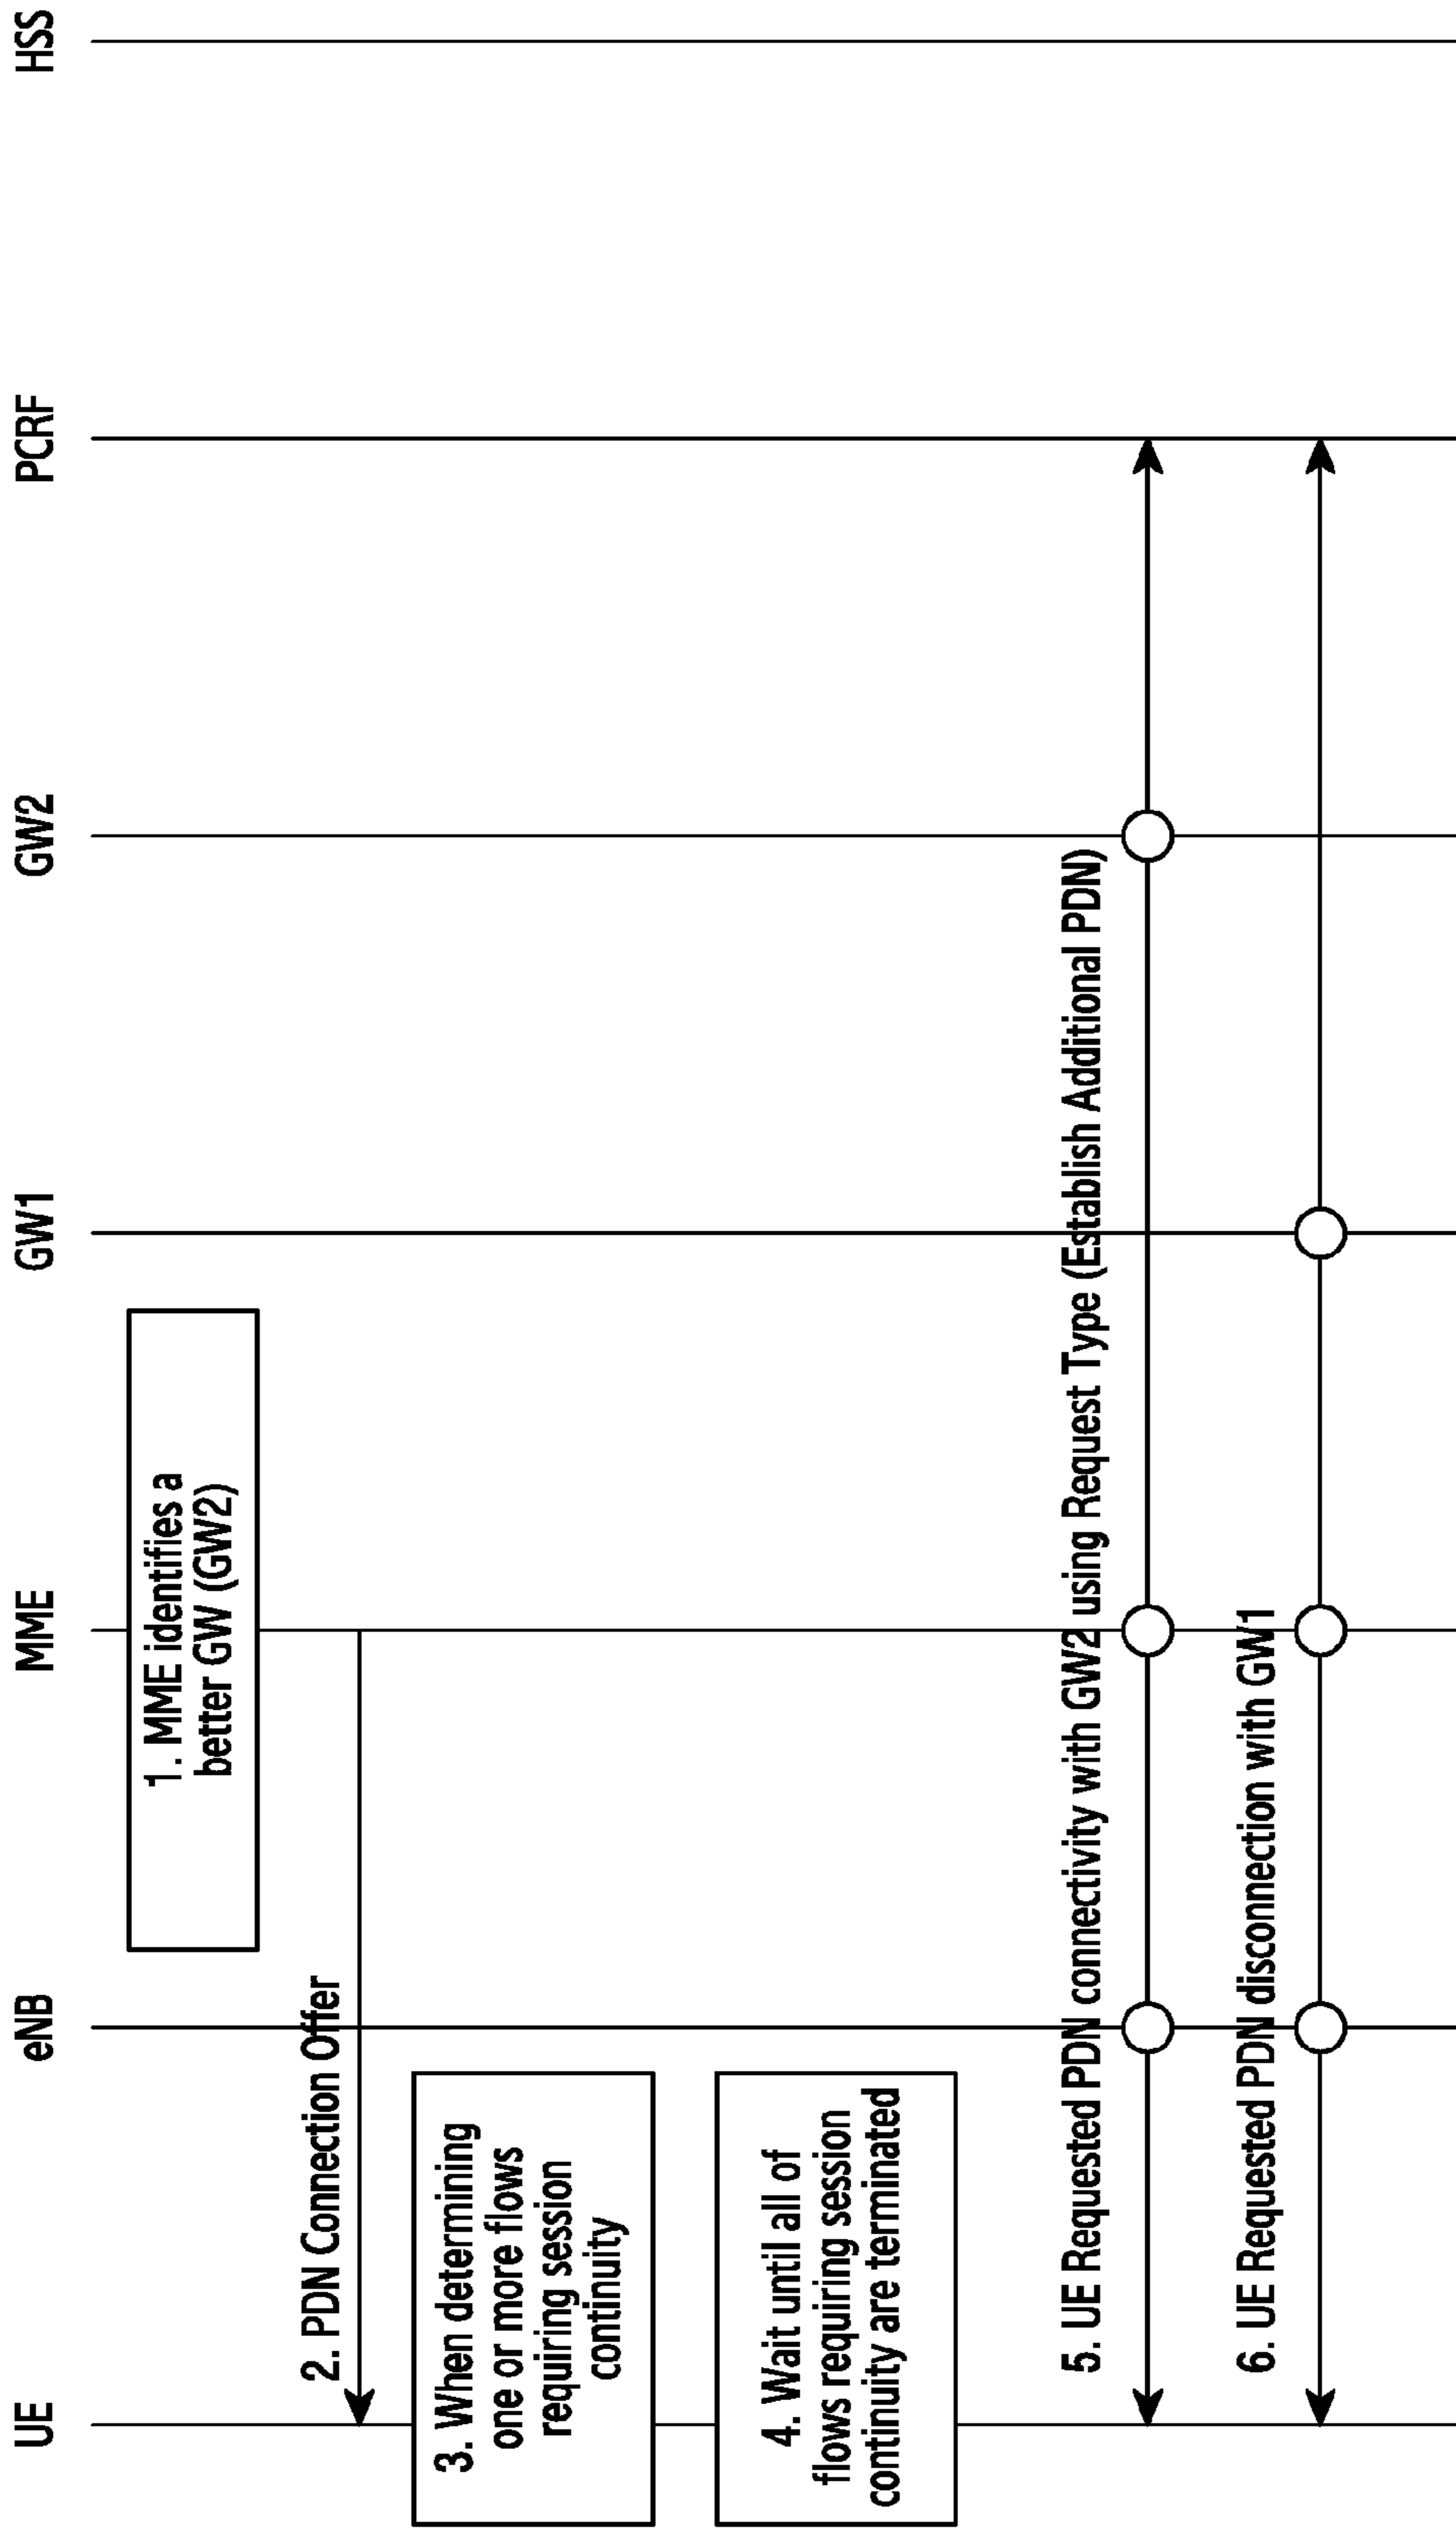 UE
eNB
MME
GW1
GW2
PCRF
HSS
1. MME identifies a
better GW (GW2)
2. PDN Connection Offer
3. When determining
one or more flows
requiring session
continuity
4. Wait until all of
flows requiring session
continuity are terminated
5. UE Requested PDN connectivity with GW2 using Request Type (Establish Additional PDN)
6. UE Requested PDN disconnection with GW1